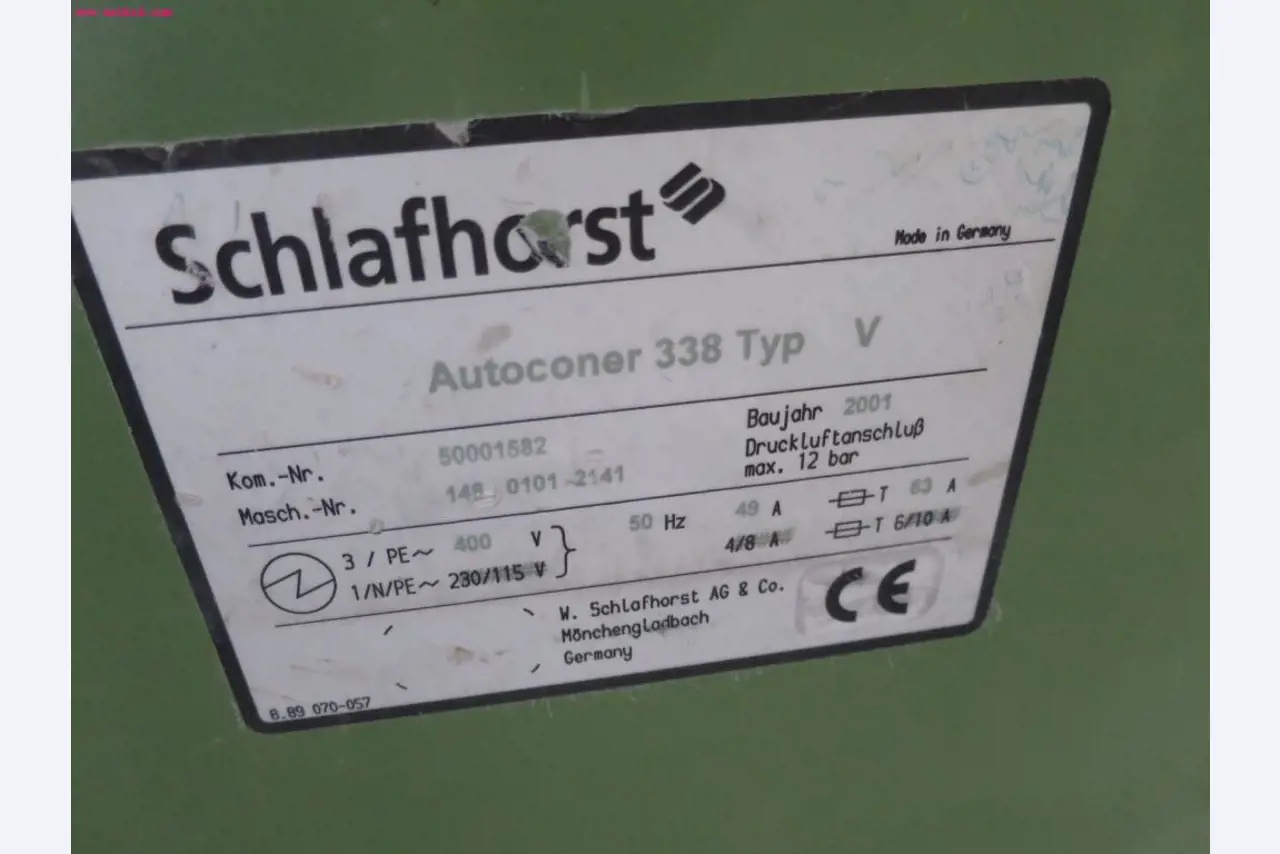 Schlafhorst
Made in Germany
Autoconer 338 Typ V
Kom.-Nr. 50001582
Baujahr 2001
Masch.-Nr. 148 0101-2141
Druckluftanschluß
max. 12 bar
3 / PE~ 400 V
50 Hz
49 A
T 63 A
1/N/PE~ 230/115 V
4/8 A
T 6/10 A
W. Schlafhorst AG & Co.
Mönchengladbach
Germany
CE
8.89 070-057